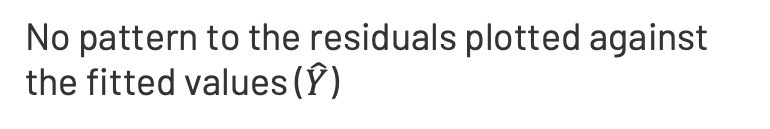 No pattern to the residuals plotted against
the fitted values (Ŷ)